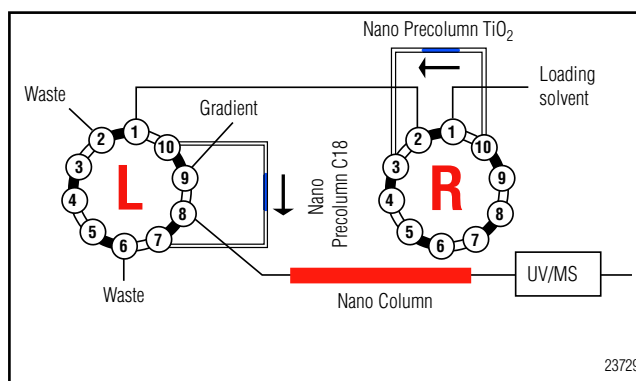 Nano Precolumn TiO2
Waste
Gradient
Loading
solvent
1
2
3
4
5
6
7
8
9
10
L
Nano
Precolumn C18
1
2
3
4
5
6
7
8
9
10
R
Waste
Nano Column
UV/MS
23729